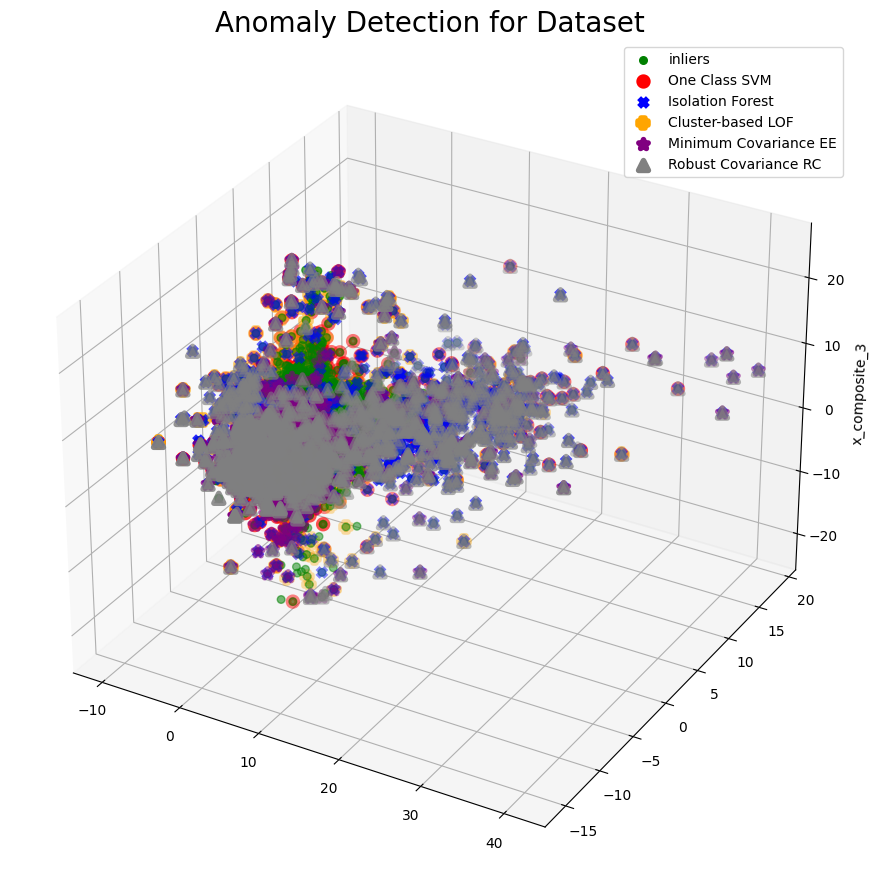 Anomaly Detection for Dataset
inliers
One Class SVM
Isolation Forest
Cluster-based LOF
Minimum Covariance EE
Robust Covariance RC
20
10
0
−10
−20
x_composite_3
20
15
10
5
0
−5
−10
−15
−10
0
10
20
30
40